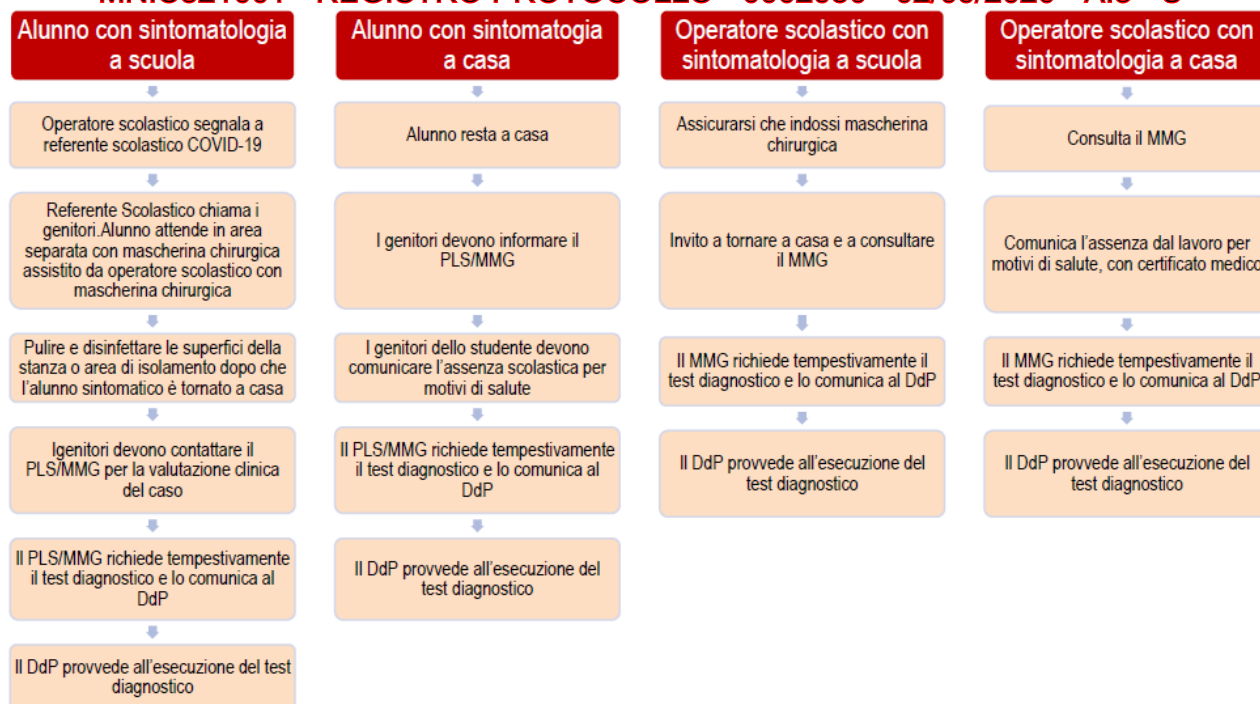 Alunno con sintomatologia
a scuola
Operatore scolastico segnala a
referente scolastico COVID-19
Referente Scolastico chiama i
genitori.Alunno attende in area
separata con mascherina chirurgica
assistito da operatore scolastico con
mascherina chirurgica
Pulire e disinfettare le superfici della
stanza o area di isolamento dopo che
l'alunno sintomatico è tornato a casa
Igenitori devono contattare il
PLS/MMG per la valutazione clinica
del caso
Il PLS/MMG richiede tempestivamente
il test diagnostico e lo comunica al
DdP
Il DdP provvede all'esecuzione del test
diagnostico
Alunno con sintomatogia
a casa
Alunno resta a casa
I genitori devono informare il
PLS/MMG
I genitori dello studente devono
comunicare l'assenza scolastica per
motivi di salute
Il PLS/MMG richiede tempestivamente
il test diagnostico e lo comunica al
DdP
Il DdP provvede all'esecuzione del
test diagnostico
Operatore scolastico con
sintomatologia a scuola
Assicurarsi che indossi mascherina
chirurgica
Invito a tornare a casa e a consultare
il MMG
Il MMG richiede tempestivamente il
test diagnostico e lo comunica al DdP
Il DdP provvede all'esecuzione del
test diagnostico
Operatore scolastico con
sintomatologia a casa
Consulta il MMG
Comunica l'assenza dal lavoro per
motivi di salute, con certificato medico
Il MMG richiede tempestivamente il
test diagnostico e lo comunica al DdP
Il DdP provvede all'esecuzione del
test diagnostico